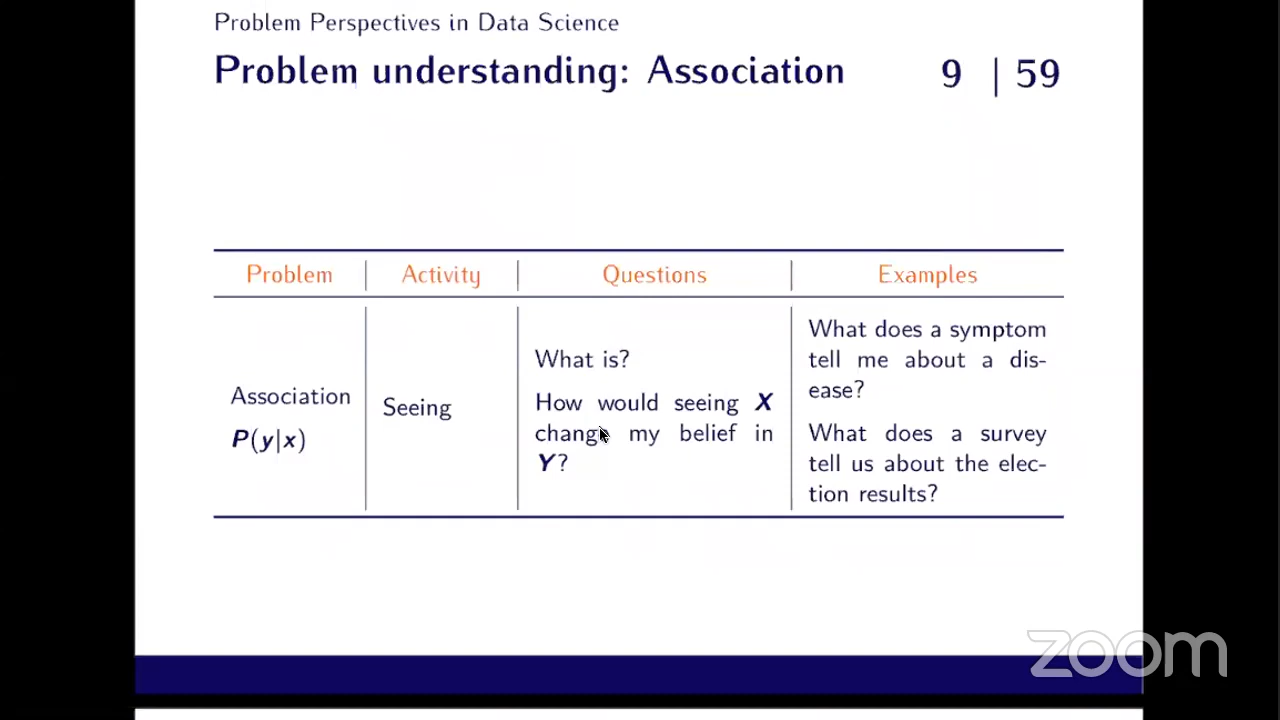 Problem Perspectives in Data Science
Problem understanding: Association
9 | 59
Problem
Activity
Questions
Examples
Association
P(y|x)
Seeing
What is?
How would seeing X
change my belief in
Y?
What does a symptom
tell me about a dis-
ease?
What does a survey
tell us about the elec-
tion results?
zoom